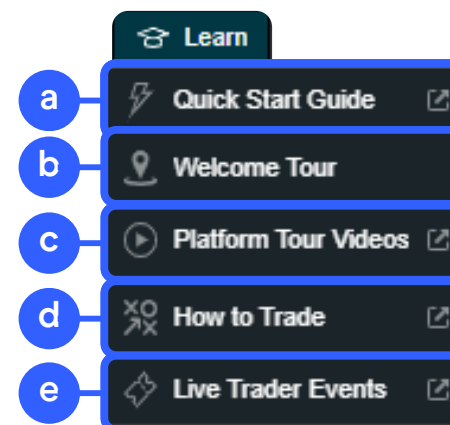 Learn
a Quick Start Guide
b Welcome Tour
c Platform Tour Videos
d How to Trade
e Live Trader Events